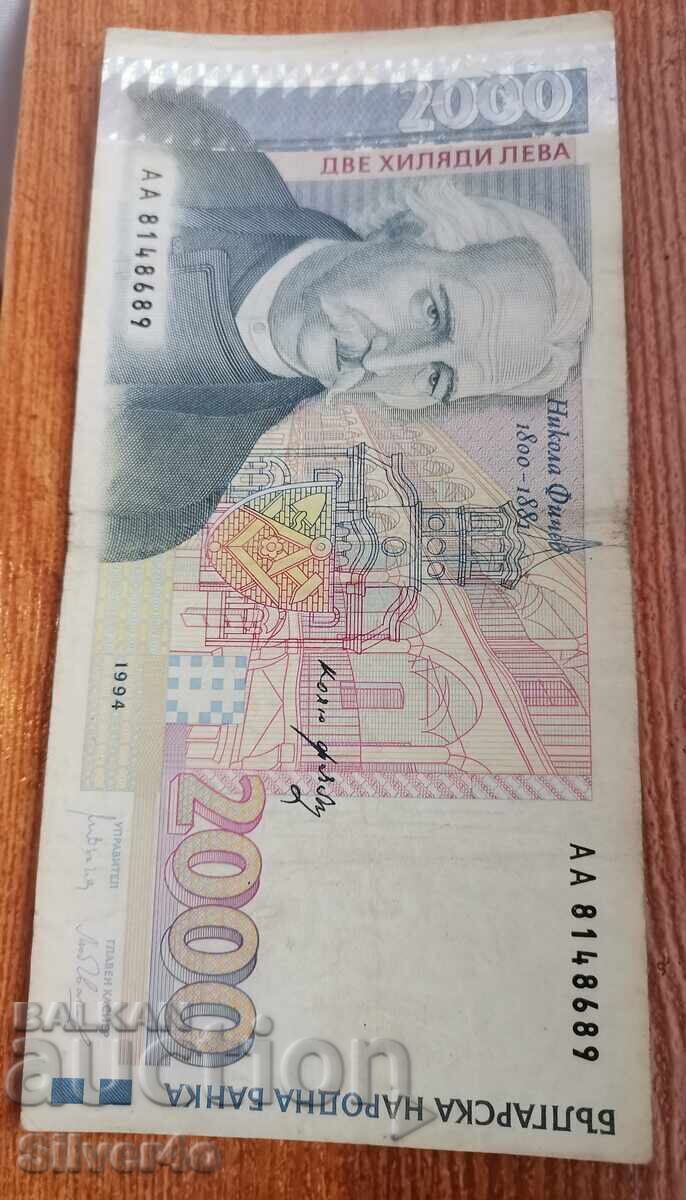 БЪЛГАРСКА НАРОДНА БАНКА
2000
ДВЕ ХИЛЯДИ ЛЕВА
АА 8148689
АА 8148689
Никола Фичев
1800 - 1881
2000
1994
УПРАВИТЕЛ
ГЛАВЕН КАСИЕР
BALKAN
auction
Silver4o